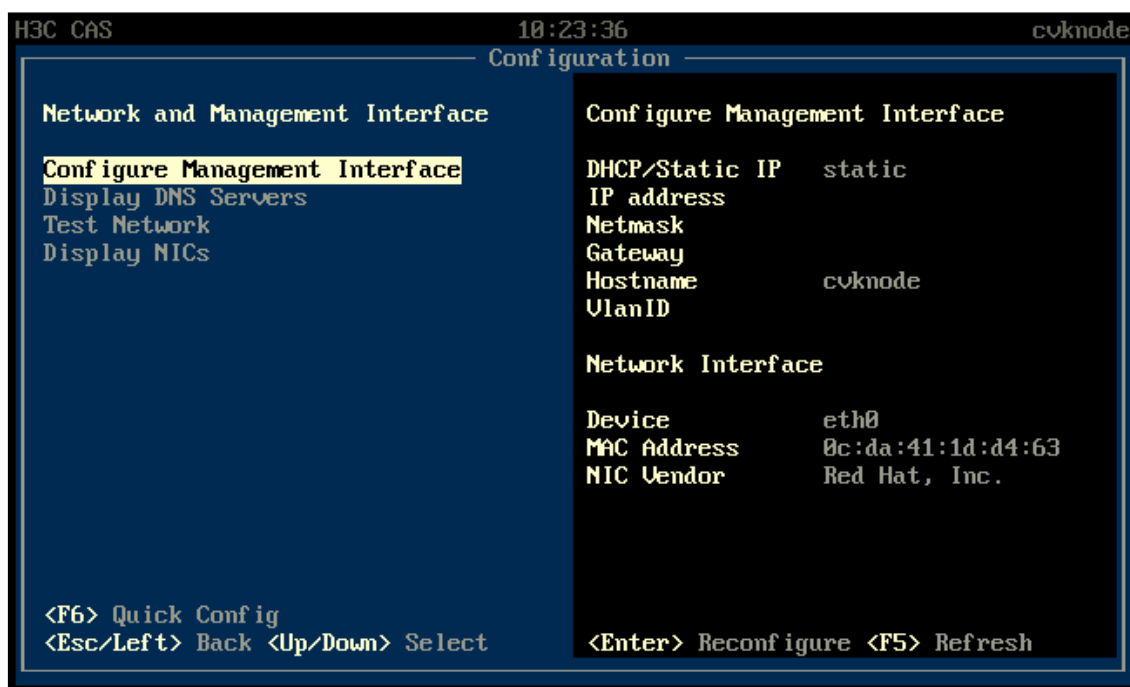 H3C CAS 10:23:36 cvknode
Configuration
Network and Management Interface
Configure Management Interface
Display DNS Servers
Test Network
Display NICs
<F6> Quick Config
<Esc/Left> Back <Up/Down> Select
Configure Management Interface
DHCP/Static IP static
IP address
Netmask
Gateway
Hostname cvknode
VlanID
Network Interface
Device eth0
MAC Address 0c:da:41:1d:d4:63
NIC Vendor Red Hat, Inc.
<Enter> Reconfigure <F5> Refresh